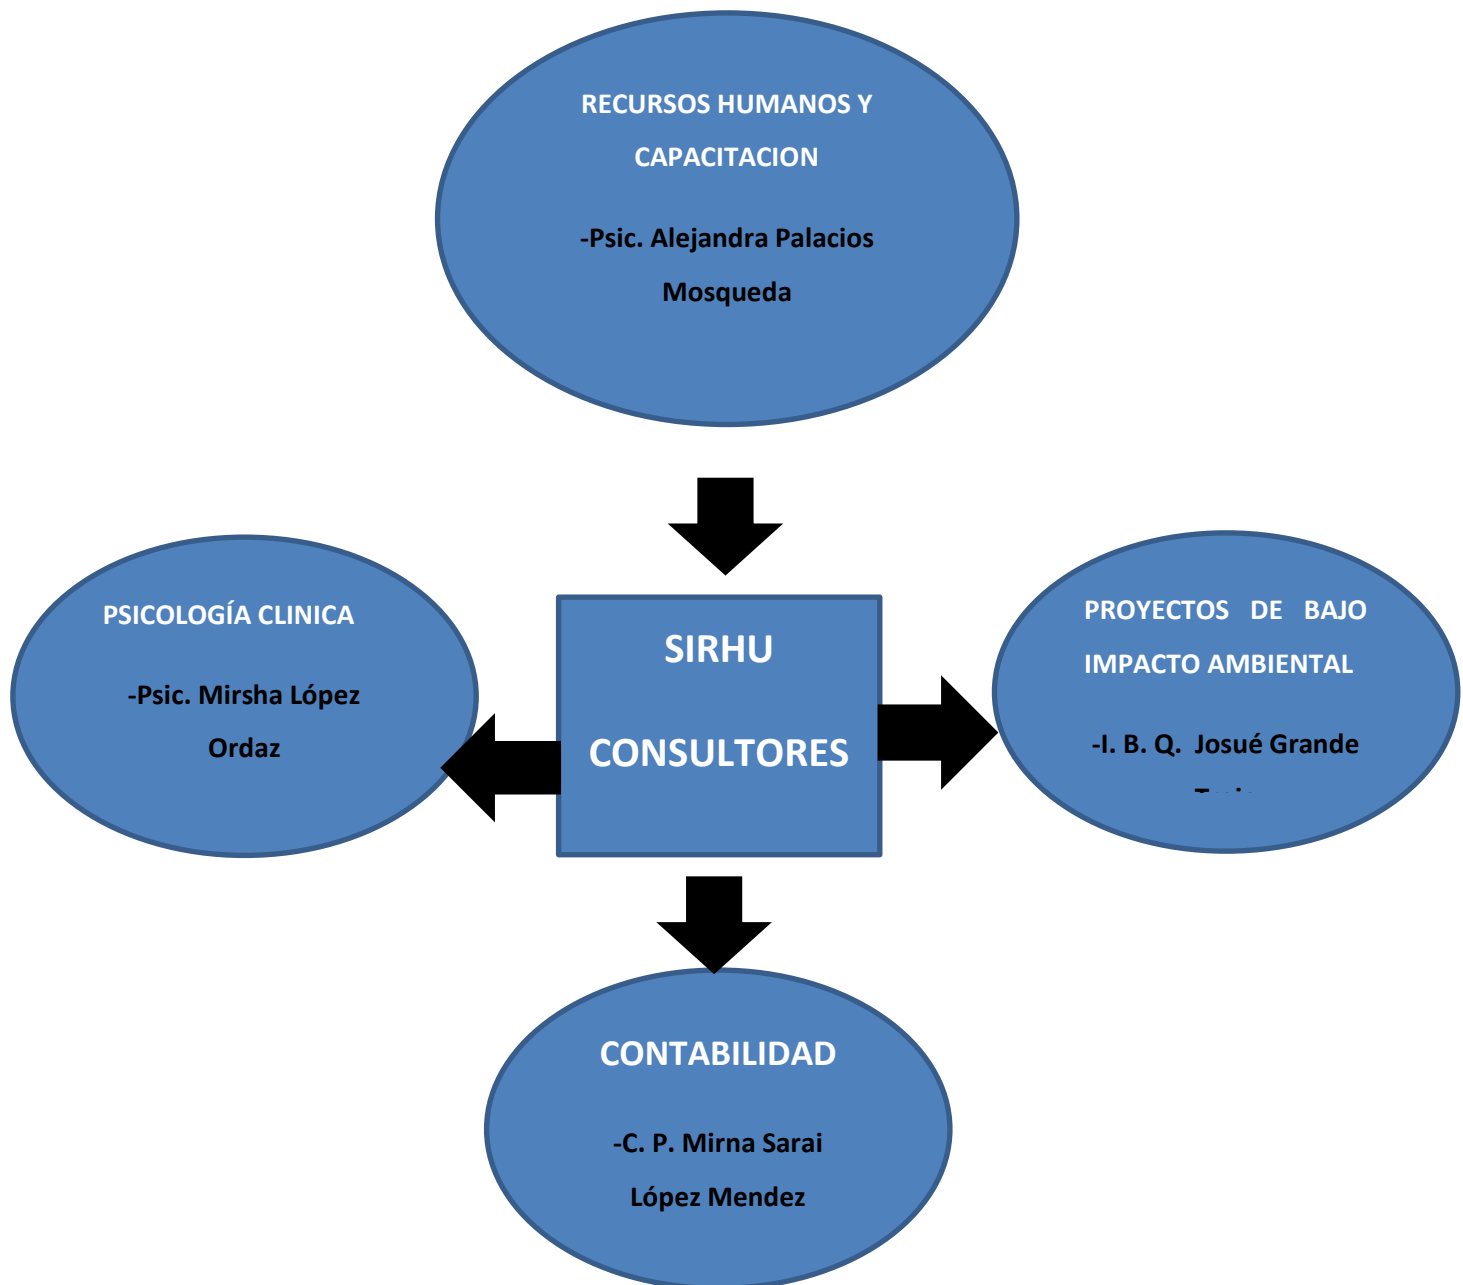 RECURSOS HUMANOS Y
CAPACITACION
-Psic. Alejandra Palacios
Mosqueda
PSICOLOGÍA CLINICA
-Psic. Mirsha López
Ordaz
SIRHU
CONSULTORES
PROYECTOS DE BAJO
IMPACTO AMBIENTAL
-I. B. Q. Josué Grande
CONTABILIDAD
-C. P. Mirna Sarai
López Mendez